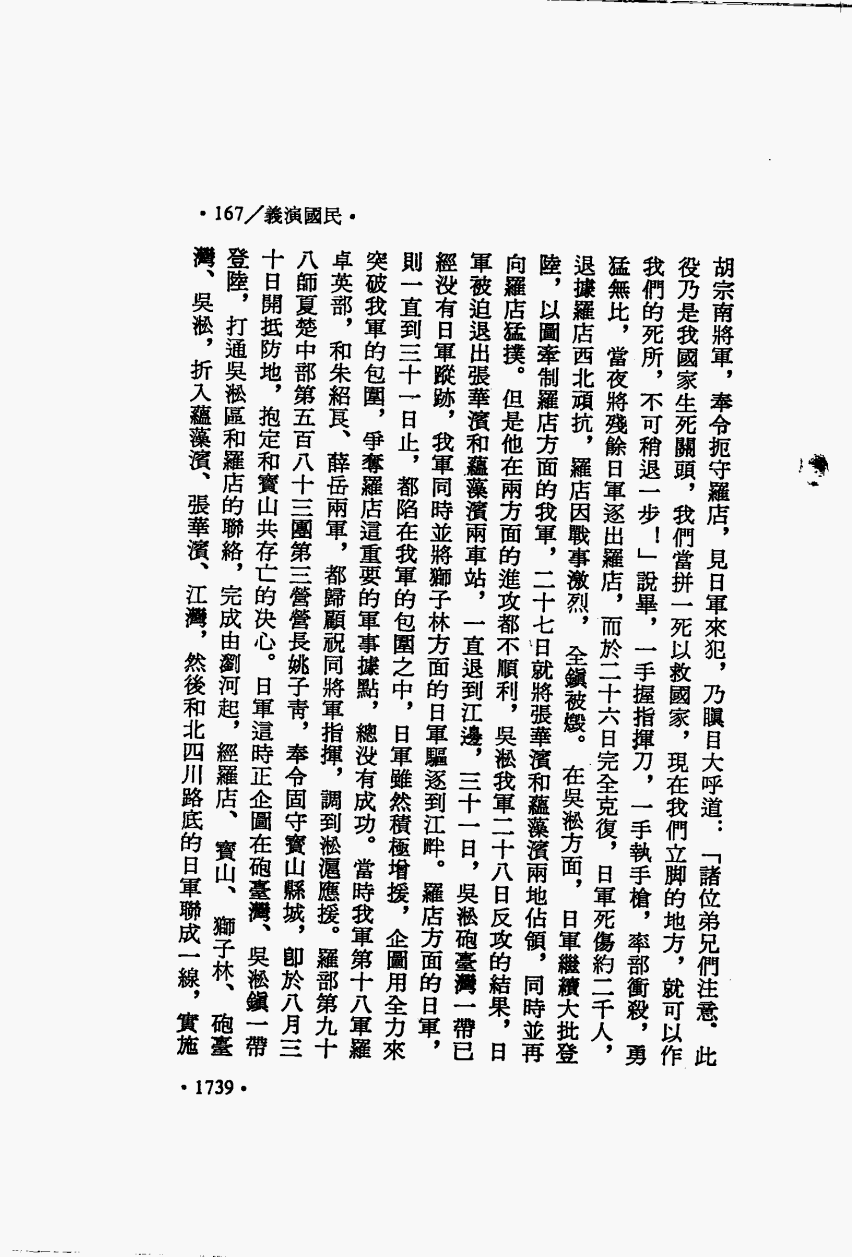 •167／義演國民•
胡宗南將軍，奉令扼守羅店，見日軍來犯，乃瞋目大呼道：「諸位弟兄們注意．此
役乃是我國家生死關頭，我們當拼一死以救國家，現在我們立脚的地方，就可以作
我們的死所，不可稍退一步！」說畢，一手握指揮刀，一手執手槍，率部衝殺，勇
猛無比，當夜將殘餘日軍逐出羅店，而於二十六日完全克復，日軍死傷約二千人，
退據羅店西北頑抗，羅店因戰事激烈，全鎭被燬。在吳淞方面，日軍繼續大批登
陸，以圖牽制羅店方面的我軍，二十七日就將張華濱和蘊藻濱兩地佔領，同時並再
向羅店猛撲。但是他在兩方面的進攻都不順利，吳淞我軍二十八日反攻的結果，日
軍被迫退出張華濱和蘊藻濱兩車站，一直退到江邊，三十一日，吳淞砲臺灣一帶已
經没有日軍蹤跡，我軍同時並將獅子林方面的日軍驅逐到江畔。羅店方面的日軍，
則一直到三十一日止，都陷在我軍的包圍之中，日軍雖然積極增援，企圖用全力來
突破我軍的包圍，爭奪羅店這重要的軍事據點，總没有成功。當時我軍第十八軍羅
卓英部，和朱紹良、薛岳兩軍，都歸顧祝同將軍指揮，調到淞滬應援。羅部第九十
八師夏楚中部第五百八十三團第三營營長姚子靑，奉令固守寶山縣城，卽於八月三
十日開抵防地，抱定和寶山共存亡的决心。日軍這時正企圖在砲臺灣、吳淞鎭一帶
登陸，打通吳淞區和羅店的聯絡，完成由瀏河起，經羅店、寶山、獅子林、砲臺
灣、吳淞，折入蘊藻濱、張華濱、江灣，然後和北四川路底的日軍聯成一線，實施
•1739•